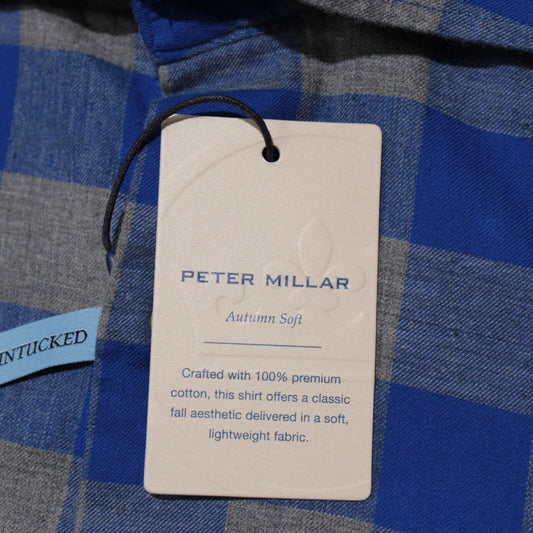 PETER MILLAR
Autumn Soft
Crafted with 100% premium
cotton, this shirt offers a classic
fall aesthetic delivered in a soft,
lightweight fabric.
INTUCKED